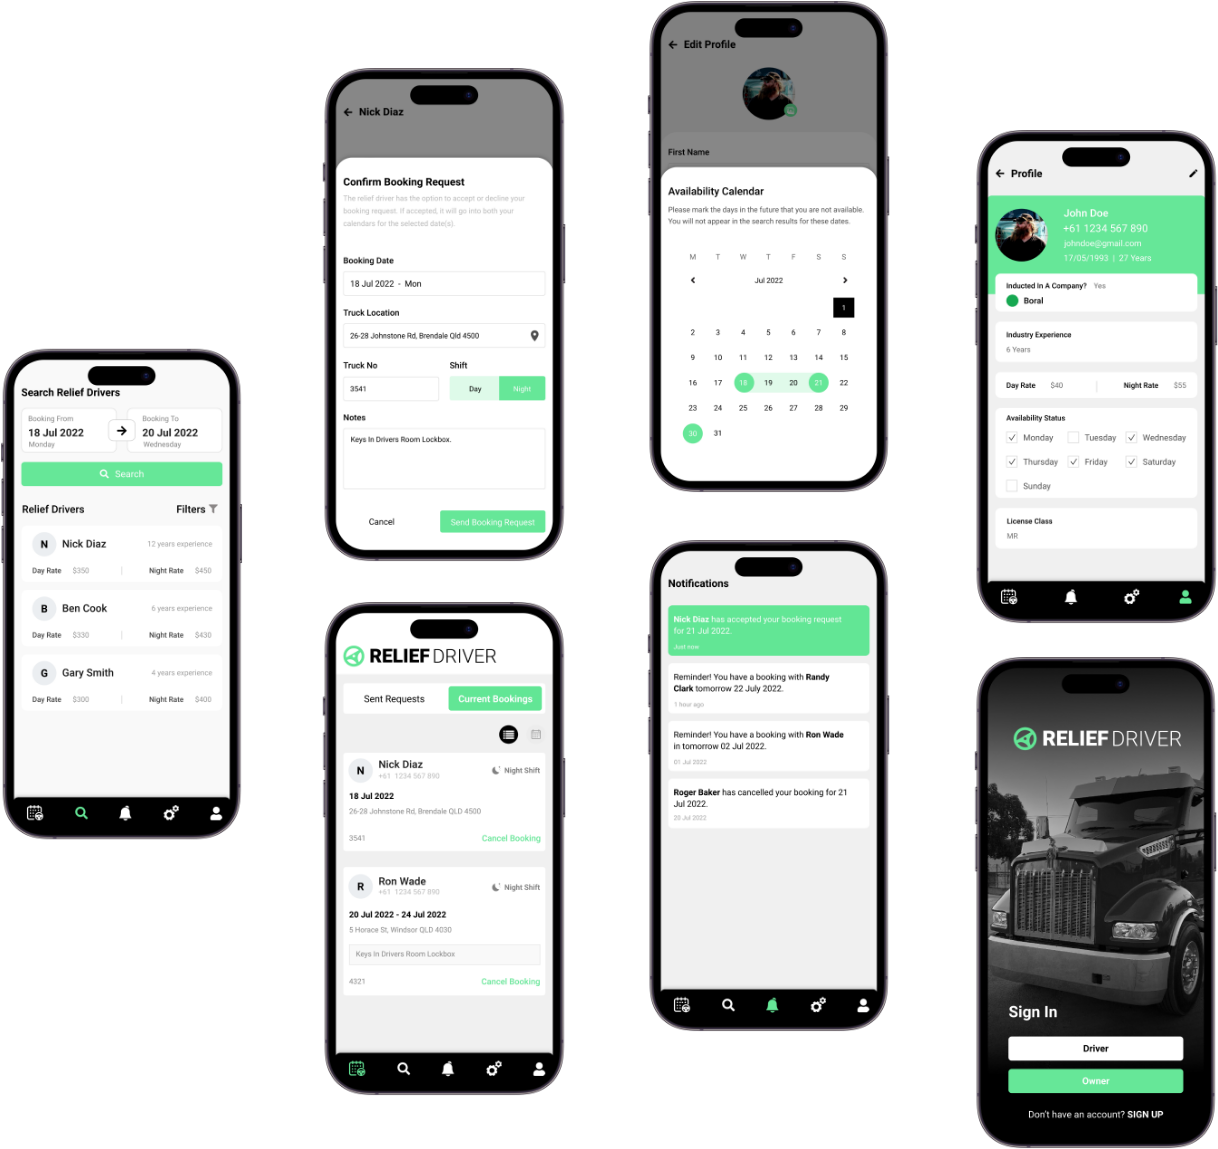 Search Relief Drivers
Booking From
18 Jul 2022
Monday
Booking To
20 Jul 2022
Wednesday
Search
Relief Drivers
Filters
N Nick Diaz 12 years experience
Day Rate $350 | Night Rate $450
B Ben Cook 6 years experience
Day Rate $330 | Night Rate $430
G Gary Smith 4 years experience
Day Rate $300 | Night Rate $400
Nick Diaz
Confirm Booking Request
The relief driver has the option to accept or decline your
booking request. If accepted, it will go into both your
calendars for the selected date(s).
Booking Date
18 Jul 2022 - Mon
Truck Location
26-28 Johnstone Rd, Brendale Qld 4500
Truck No Shift
3541 Day Night
Notes
Keys In Drivers Room Lockbox.
Cancel Send Booking Request
RELIEF DRIVER
Sent Requests Current Bookings
N Nick Diaz Night Shift
+61 1234 567 890
18 Jul 2022
26-28 Johnstone Rd, Brendale QLD 4500
3541 Cancel Booking
R Ron Wade Night Shift
+61 1234 567 890
20 Jul 2022 - 24 Jul 2022
5 Horace St, Windsor QLD 4030
Keys In Drivers Room Lockbox
4321 Cancel Booking
Edit Profile
First Name
Availability Calendar
Please mark the days in the future that you are not available.
You will not appear in the search results for these dates.
M T W T F S S
Jul 2022
1
2 3 4 5 6 7 8
9 10 11 12 13 14 15
16 17 18 19 20 21 22
23 24 25 26 27 28 29
30 31
Notifications
Nick Diaz has accepted your booking request
for 21 Jul 2022.
Just now
Reminder! You have a booking with Randy
Clark tomorrow 22 July 2022.
1 hour ago
Reminder! You have a booking with Ron Wade
in tomorrow 02 Jul 2022.
01 Jul 2022
Roger Baker has cancelled your booking for 21
Jul 2022.
20 Jul 2022
Profile
John Doe
+61 1234 567 890
johndoe@gmail.com
17/05/1993 | 27 Years
Inducted In A Company? Yes
Boral
Industry Experience
6 Years
Day Rate $40 | Night Rate $55
Availability Status
Monday Tuesday Wednesday
Thursday Friday Saturday
Sunday
License Class
MR
RELIEF DRIVER
Sign In
Driver
Owner
Don't have an account? SIGN UP